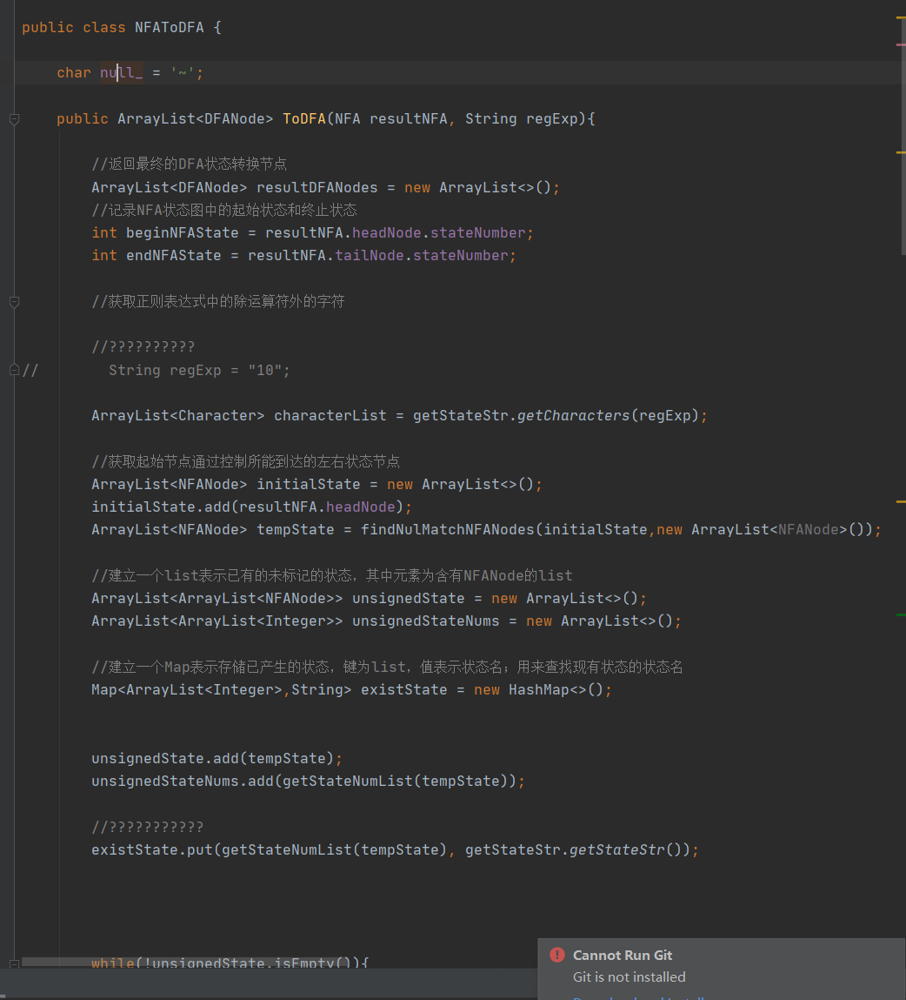 public class NFAToDFA {
char null_ = '~';
public ArrayList<DFANode> ToDFA(NFA resultNFA, String regExp){
//返回最终的DFA状态转换节点
ArrayList<DFANode> resultDFANodes = new ArrayList<>();
//记录NFA状态图中的起始状态和终止状态
int beginNFAState = resultNFA.headNode.stateNumber;
int endNFAState = resultNFA.tailNode.stateNumber;
//获取正则表达式中的除运算符外的字符
//??????????
// String regExp = "10";
ArrayList<Character> characterList = getStateStr.getCharacters(regExp);
//获取起始节点通过控制所能到达的左右状态节点
ArrayList<NFANode> initialState = new ArrayList<>();
initialState.add(resultNFA.headNode);
ArrayList<NFANode> tempState = findNulMatchNFANodes(initialState,new ArrayList<NFANode>());
//建立一个list表示已有的未标记的状态，其中元素为含有NFANode的list
ArrayList<ArrayList<NFANode>> unsignedState = new ArrayList<>();
ArrayList<ArrayList<Integer>> unsignedStateNums = new ArrayList<>();
//建立一个Map表示存储已产生的状态，键为list，值表示状态名；用来查找现有状态的状态名
Map<ArrayList<Integer>,String> existState = new HashMap<>();
unsignedState.add(tempState);
unsignedStateNums.add(getStateNumList(tempState));
//???????????
existState.put(getStateNumList(tempState), getStateStr.getStateStr());
while(!unsignedState.isEmpty()){
Cannot Run Git
Git is not installed